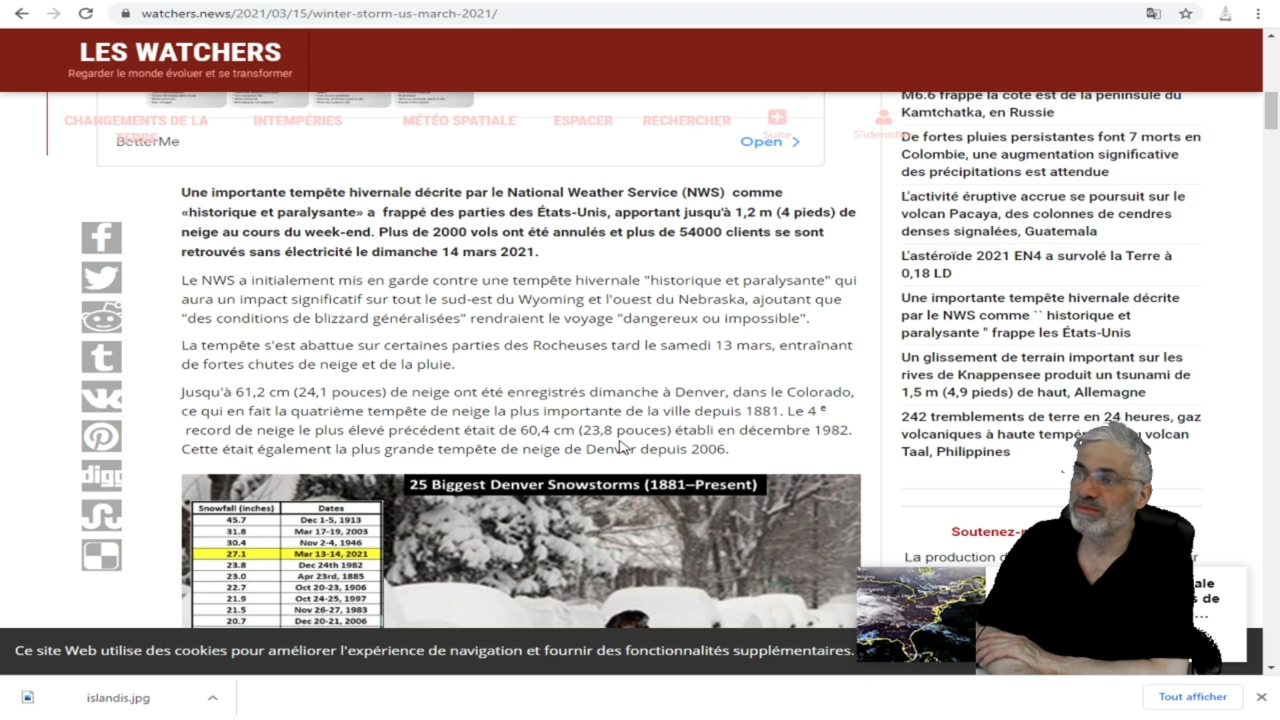 watchers.news/2021/03/15/winter-storm-us-march-2021/
LES WATCHERS
Regarder le monde évoluer et se transformer
CHANGEMENTS DE LA TERRE
INTEMPÉRIES
MÉTÉO SPATIALE
ESPACER
RECHERCHER
Suite
S'identifier
BetterMe
Open
Une importante tempête hivernale décrite par le National Weather Service (NWS) comme
«historique et paralysante» a frappé des parties des États-Unis, apportant jusqu'à 1,2 m (4 pieds) de
neige au cours du week-end. Plus de 2000 vols ont été annulés et plus de 54000 clients se sont
retrouvés sans électricité le dimanche 14 mars 2021.
Le NWS a initialement mis en garde contre une tempête hivernale "historique et paralysante" qui
aura un impact significatif sur tout le sud-est du Wyoming et l'ouest du Nebraska, ajoutant que
"des conditions de blizzard généralisées" rendraient le voyage "dangereux ou impossible".
La tempête s'est abattue sur certaines parties des Rocheuses tard le samedi 13 mars, entraînant
de fortes chutes de neige et de la pluie.
Jusqu'à 61,2 cm (24,1 pouces) de neige ont été enregistrés dimanche à Denver, dans le Colorado,
ce qui en fait la quatrième tempête de neige la plus importante de la ville depuis 1881. Le 4 e
record de neige le plus élevé précédent était de 60,4 cm (23,8 pouces) établi en décembre 1982.
Cette était également la plus grande tempête de neige de Denver depuis 2006.
25 Biggest Denver Snowstorms (1881–Present)
Snowfall (inches) Dates
45.7 Dec 1-5, 1913
31.8 Mar 17-19, 2003
30.4 Nov 2-4, 1946
27.1 Mar 13-14, 2021
23.8 Dec 24th 1982
23.0 Apr 23rd, 1885
22.7 Oct 20-23, 1906
21.9 Oct 24-25, 1997
21.5 Nov 26-27, 1983
20.7 Dec 20-21, 2006
M6.6 frappe la côte est de la péninsule du
Kamtchatka, en Russie
De fortes pluies persistantes font 7 morts en
Colombie, une augmentation significative
des précipitations est attendue
L'activité éruptive accrue se poursuit sur le
volcan Pacaya, des colonnes de cendres
denses signalées, Guatemala
L'astéroïde 2021 EN4 a survolé la Terre à
0,18 LD
Une importante tempête hivernale décrite
par le NWS comme `` historique et
paralysante " frappe les États-Unis
Un glissement de terrain important sur les
rives de Knappensee produit un tsunami de
1,5 m (4,9 pieds) de haut, Allemagne
242 tremblements de terre en 24 heures, gaz
volcaniques à haute volcan
Taal, Philippines
La production
Ce site Web utilise des cookies pour améliorer l'expérience de navigation et fournir des fonctionnalités supplémentaires.
islandis.jpg
Tout afficher